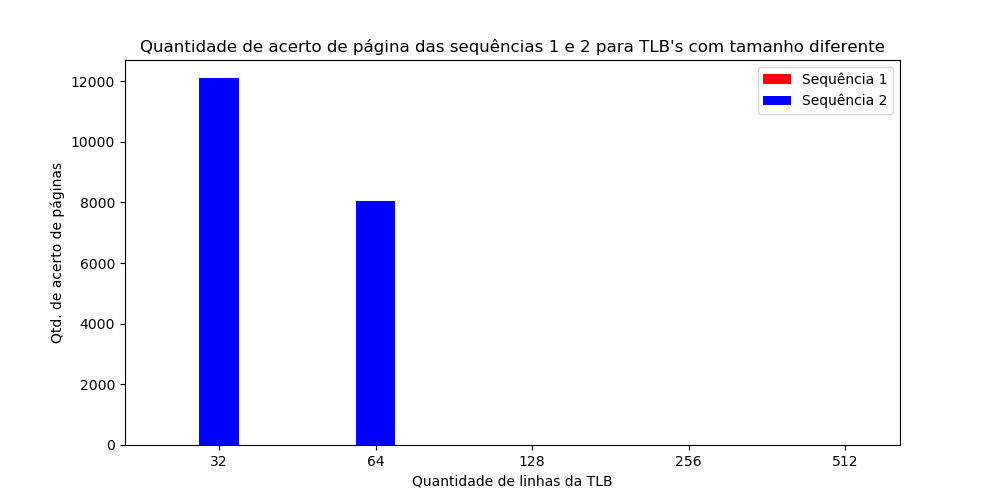 Quantidade de acerto de página das sequências 1 e 2 para TLB's com tamanho diferente
Sequência 1
Sequência 2
Qtd. de acerto de páginas
12000
10000
8000
6000
4000
2000
0
32
64
128
256
512
Quantidade de linhas da TLB